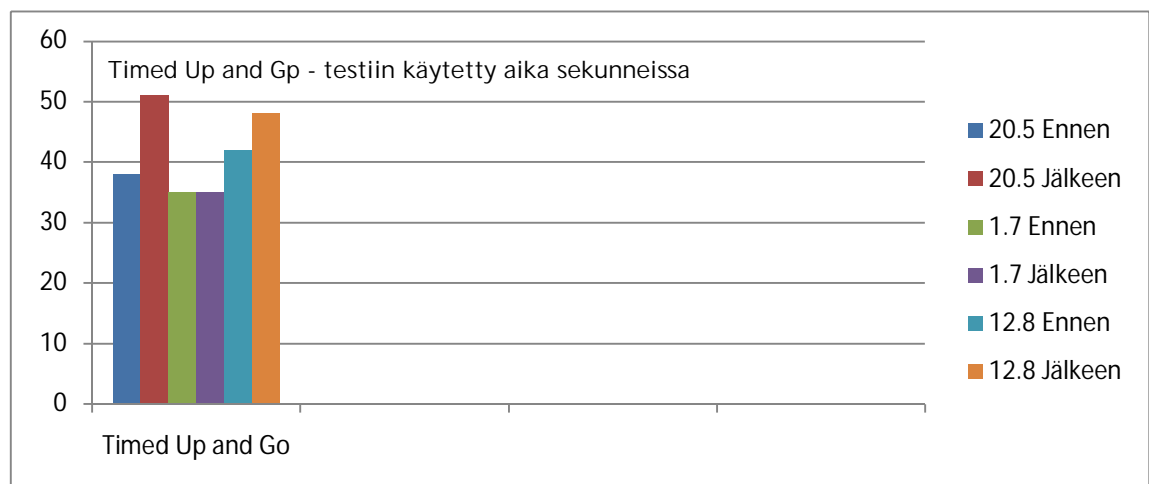 60
Timed Up and Gp - testiin käytetty aika sekunneissa
50
40
30
20
10
0
Timed Up and Go
20.5 Ennen
20.5 Jälkeen
1.7 Ennen
1.7 Jälkeen
12.8 Ennen
12.8 Jälkeen